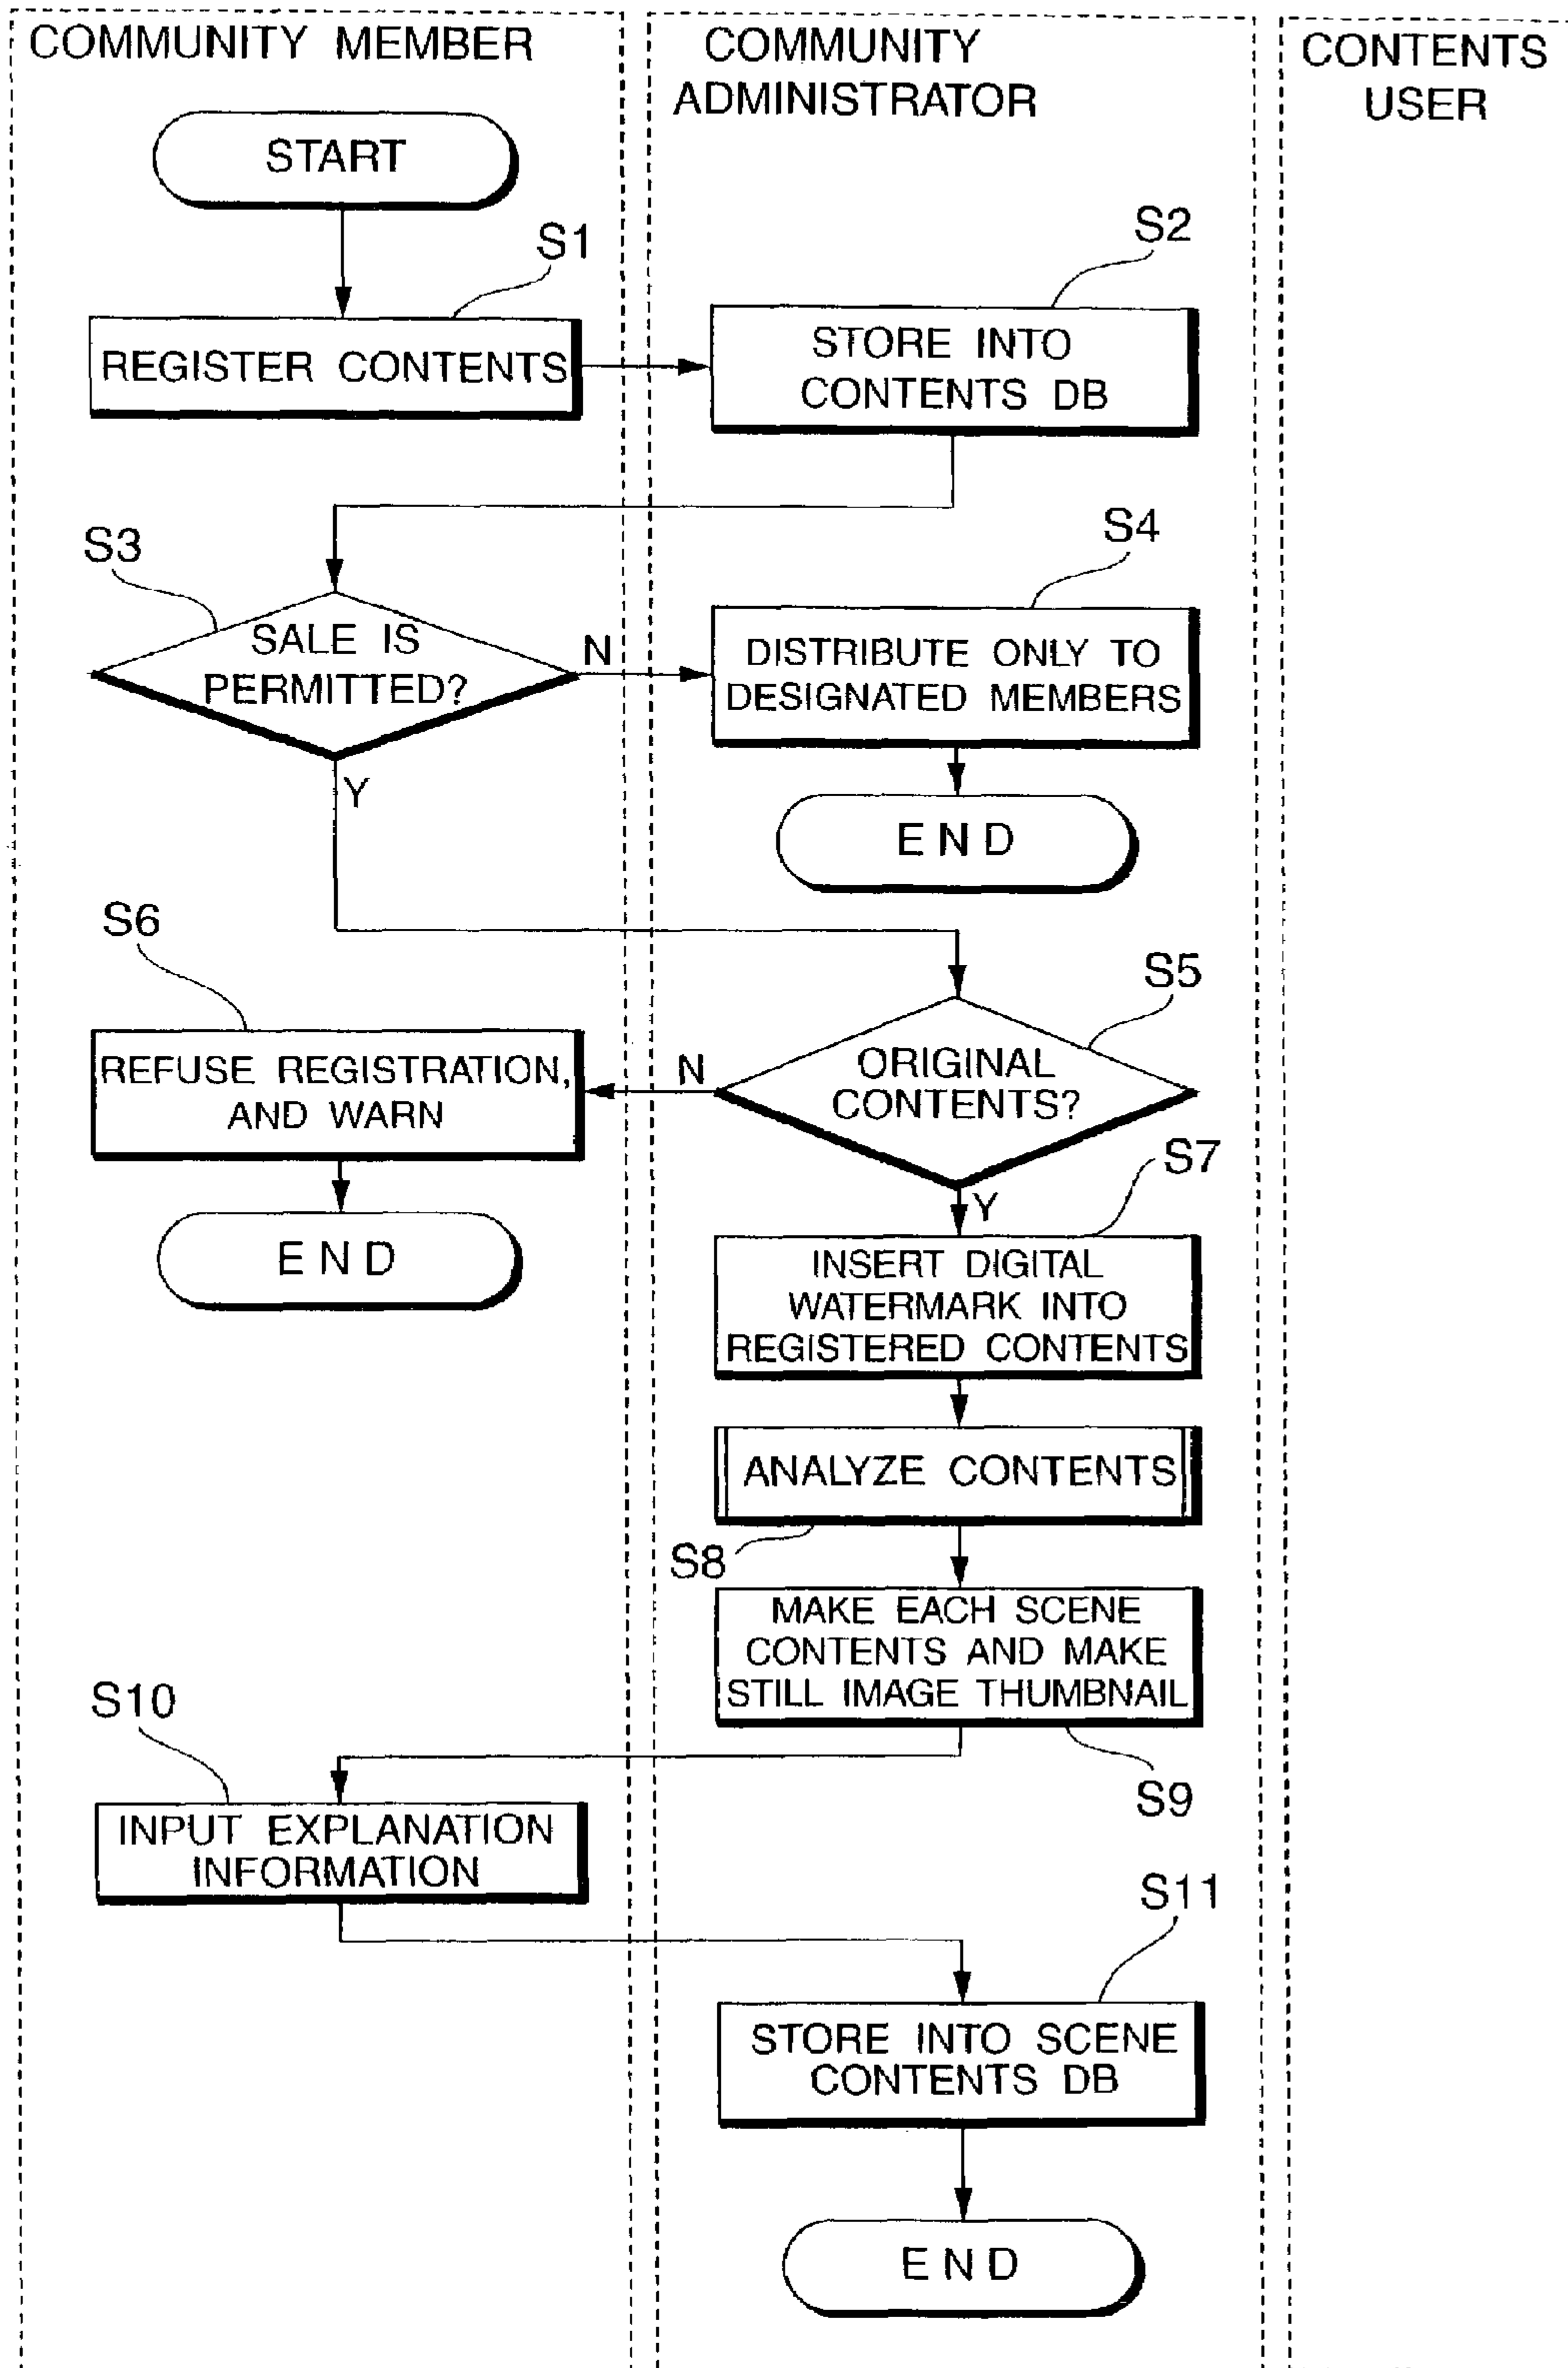 COMMUNITY MEMBER
COMMUNITY
ADMINISTRATOR
CONTENTS
USER
START
S1
REGISTER CONTENTS
S2
STORE INTO
CONTENTS DB
S3
SALE IS
PERMITTED?
N
Y
S4
DISTRIBUTE ONLY TO
DESIGNATED MEMBERS
END
S5
ORIGINAL
CONTENTS?
N
Y
S6
REFUSE REGISTRATION,
AND WARN
END
S7
INSERT DIGITAL
WATERMARK INTO
REGISTERED CONTENTS
ANALYZE CONTENTS
S8
MAKE EACH SCENE
CONTENTS AND MAKE
STILL IMAGE THUMBNAIL
S9
S10
INPUT EXPLANATION
INFORMATION
S11
STORE INTO SCENE
CONTENTS DB
END